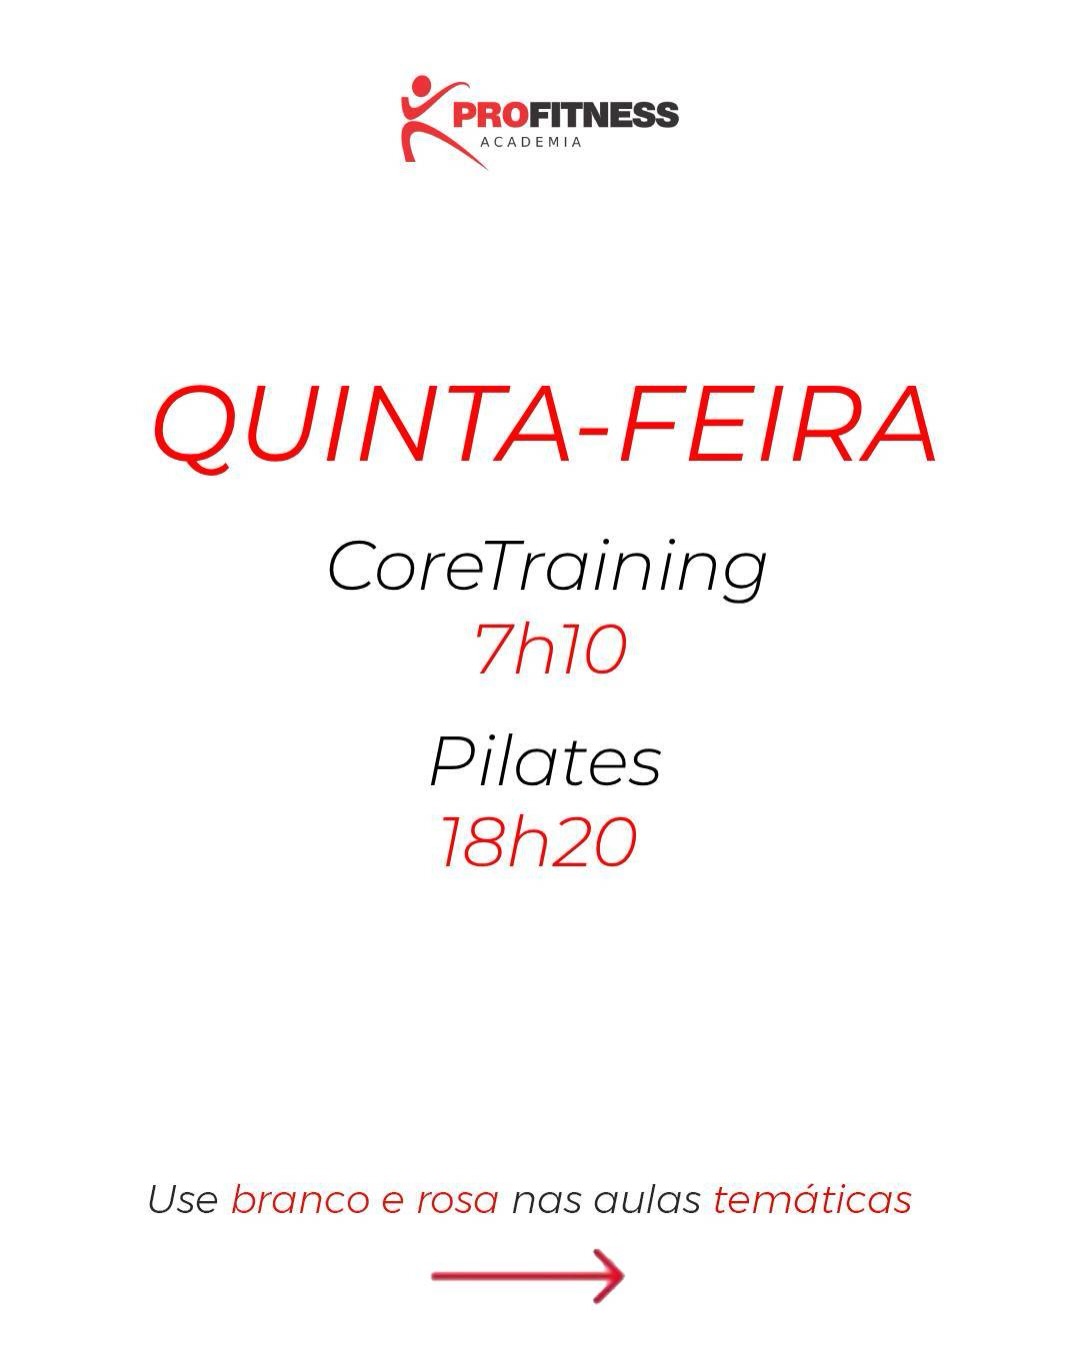 PROFITNESS
ACADEMIA
QUINTA-FEIRA
CoreTraining
7h10
Pilates
18h20
Use branco e rosa nas aulas temáticas